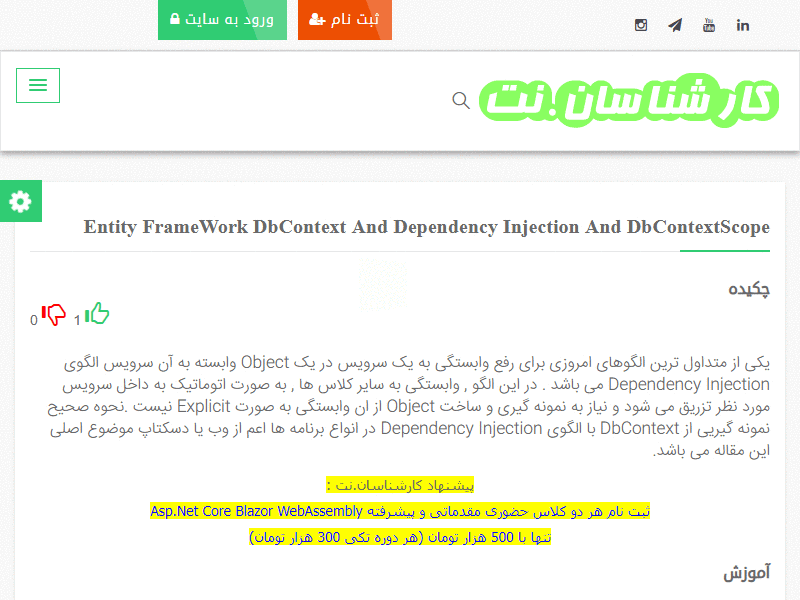 ثبت نام
ورود به سایت
You Tube
in
کارشناسان.نت
Entity FrameWork DbContext And Dependency Injection And DbContextScope
چکیده
0 1
یکی از متداول ترین الگوهای امروزی برای رفع وابستگی به یک سرویس در یک Object وابسته به آن سرویس الگوی
Dependency Injection می باشد . در این الگو , وابستگی به سایر کلاس ها , به صورت اتوماتیک به داخل سرویس
مورد نظر تزریق می شود و نیاز به نمونه گیری و ساخت Object از ان وابستگی به صورت Explicit نیست .نحوه صحیح
نمونه گیریی از DbContext با الگوی Dependency Injection در انواع برنامه ها اعم از وب یا دسکتاپ موضوع اصلی
این مقاله می باشد.
پیشنهاد کارشناسان.نت :
ثبت نام هر دو کلاس حضوری مقدماتی و پیشرفته Asp.Net Core Blazor WebAssembly
تنها با 500 هزار تومان (هر دوره تکی 300 هزار تومان)
آموزش